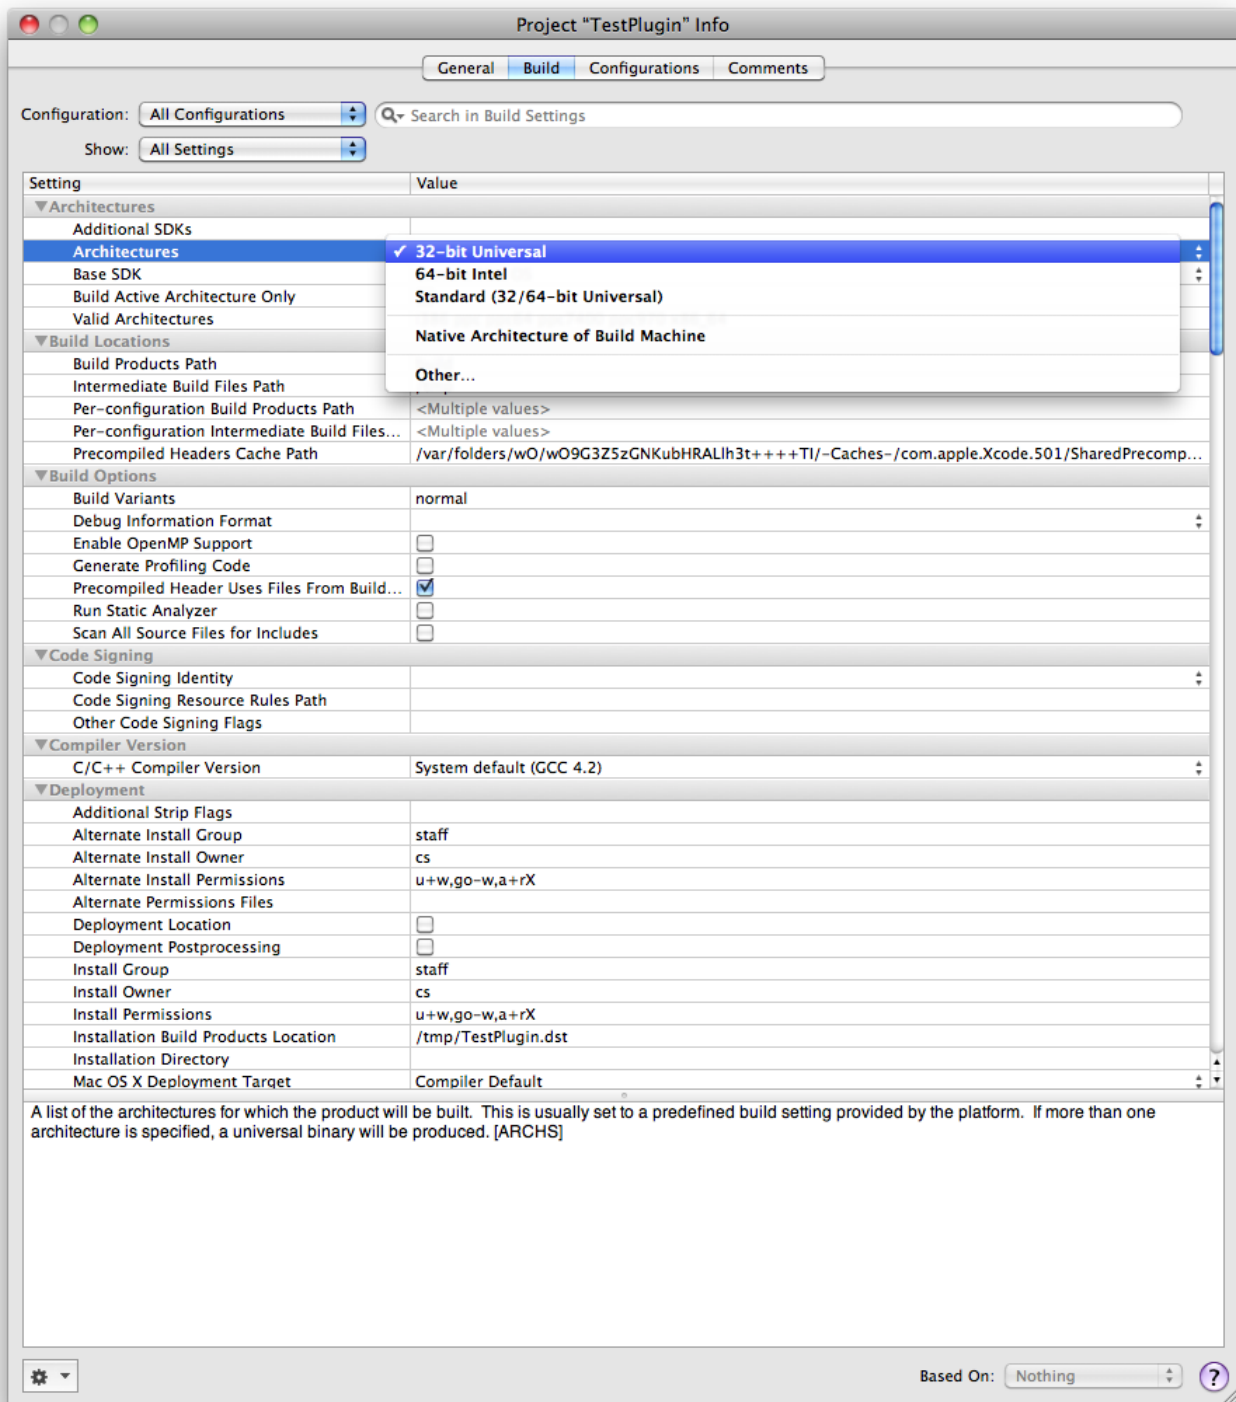 Project “TestPlugin” Info
General Build Configurations Comments
Configuration: All Configurations Search in Build Settings
Show: All Settings
Setting Value
Architectures
Additional SDKs
Architectures ✓ 32-bit Universal
Base SDK 64-bit Intel
Build Active Architecture Only Standard (32/64-bit Universal)
Valid Architectures
Native Architecture of Build Machine
Build Locations
Build Products Path
Other...
Intermediate Build Files Path
Per-configuration Build Products Path <Multiple values>
Per-configuration Intermediate Build Files... <Multiple values>
Precompiled Headers Cache Path /var/folders/wO/wO9G3Z5zGNKubHRALlh3t++++TI/-Caches-/com.apple.Xcode.501/SharedPrecomp...
Build Options
Build Variants normal
Debug Information Format
Enable OpenMP Support
Generate Profiling Code
Precompiled Header Uses Files From Build...
Run Static Analyzer
Scan All Source Files for Includes
Code Signing
Code Signing Identity
Code Signing Resource Rules Path
Other Code Signing Flags
Compiler Version
C/C++ Compiler Version System default (GCC 4.2)
Deployment
Additional Strip Flags
Alternate Install Group staff
Alternate Install Owner cs
Alternate Install Permissions u+w,go-w,a+rX
Alternate Permissions Files
Deployment Location
Deployment Postprocessing
Install Group staff
Install Owner cs
Install Permissions u+w,go-w,a+rX
Installation Build Products Location /tmp/TestPlugin.dst
Installation Directory
Mac OS X Deployment Target Compiler Default
A list of the architectures for which the product will be built. This is usually set to a predefined build setting provided by the platform. If more than one
architecture is specified, a universal binary will be produced. [ARCHS]
Based On: Nothing ?